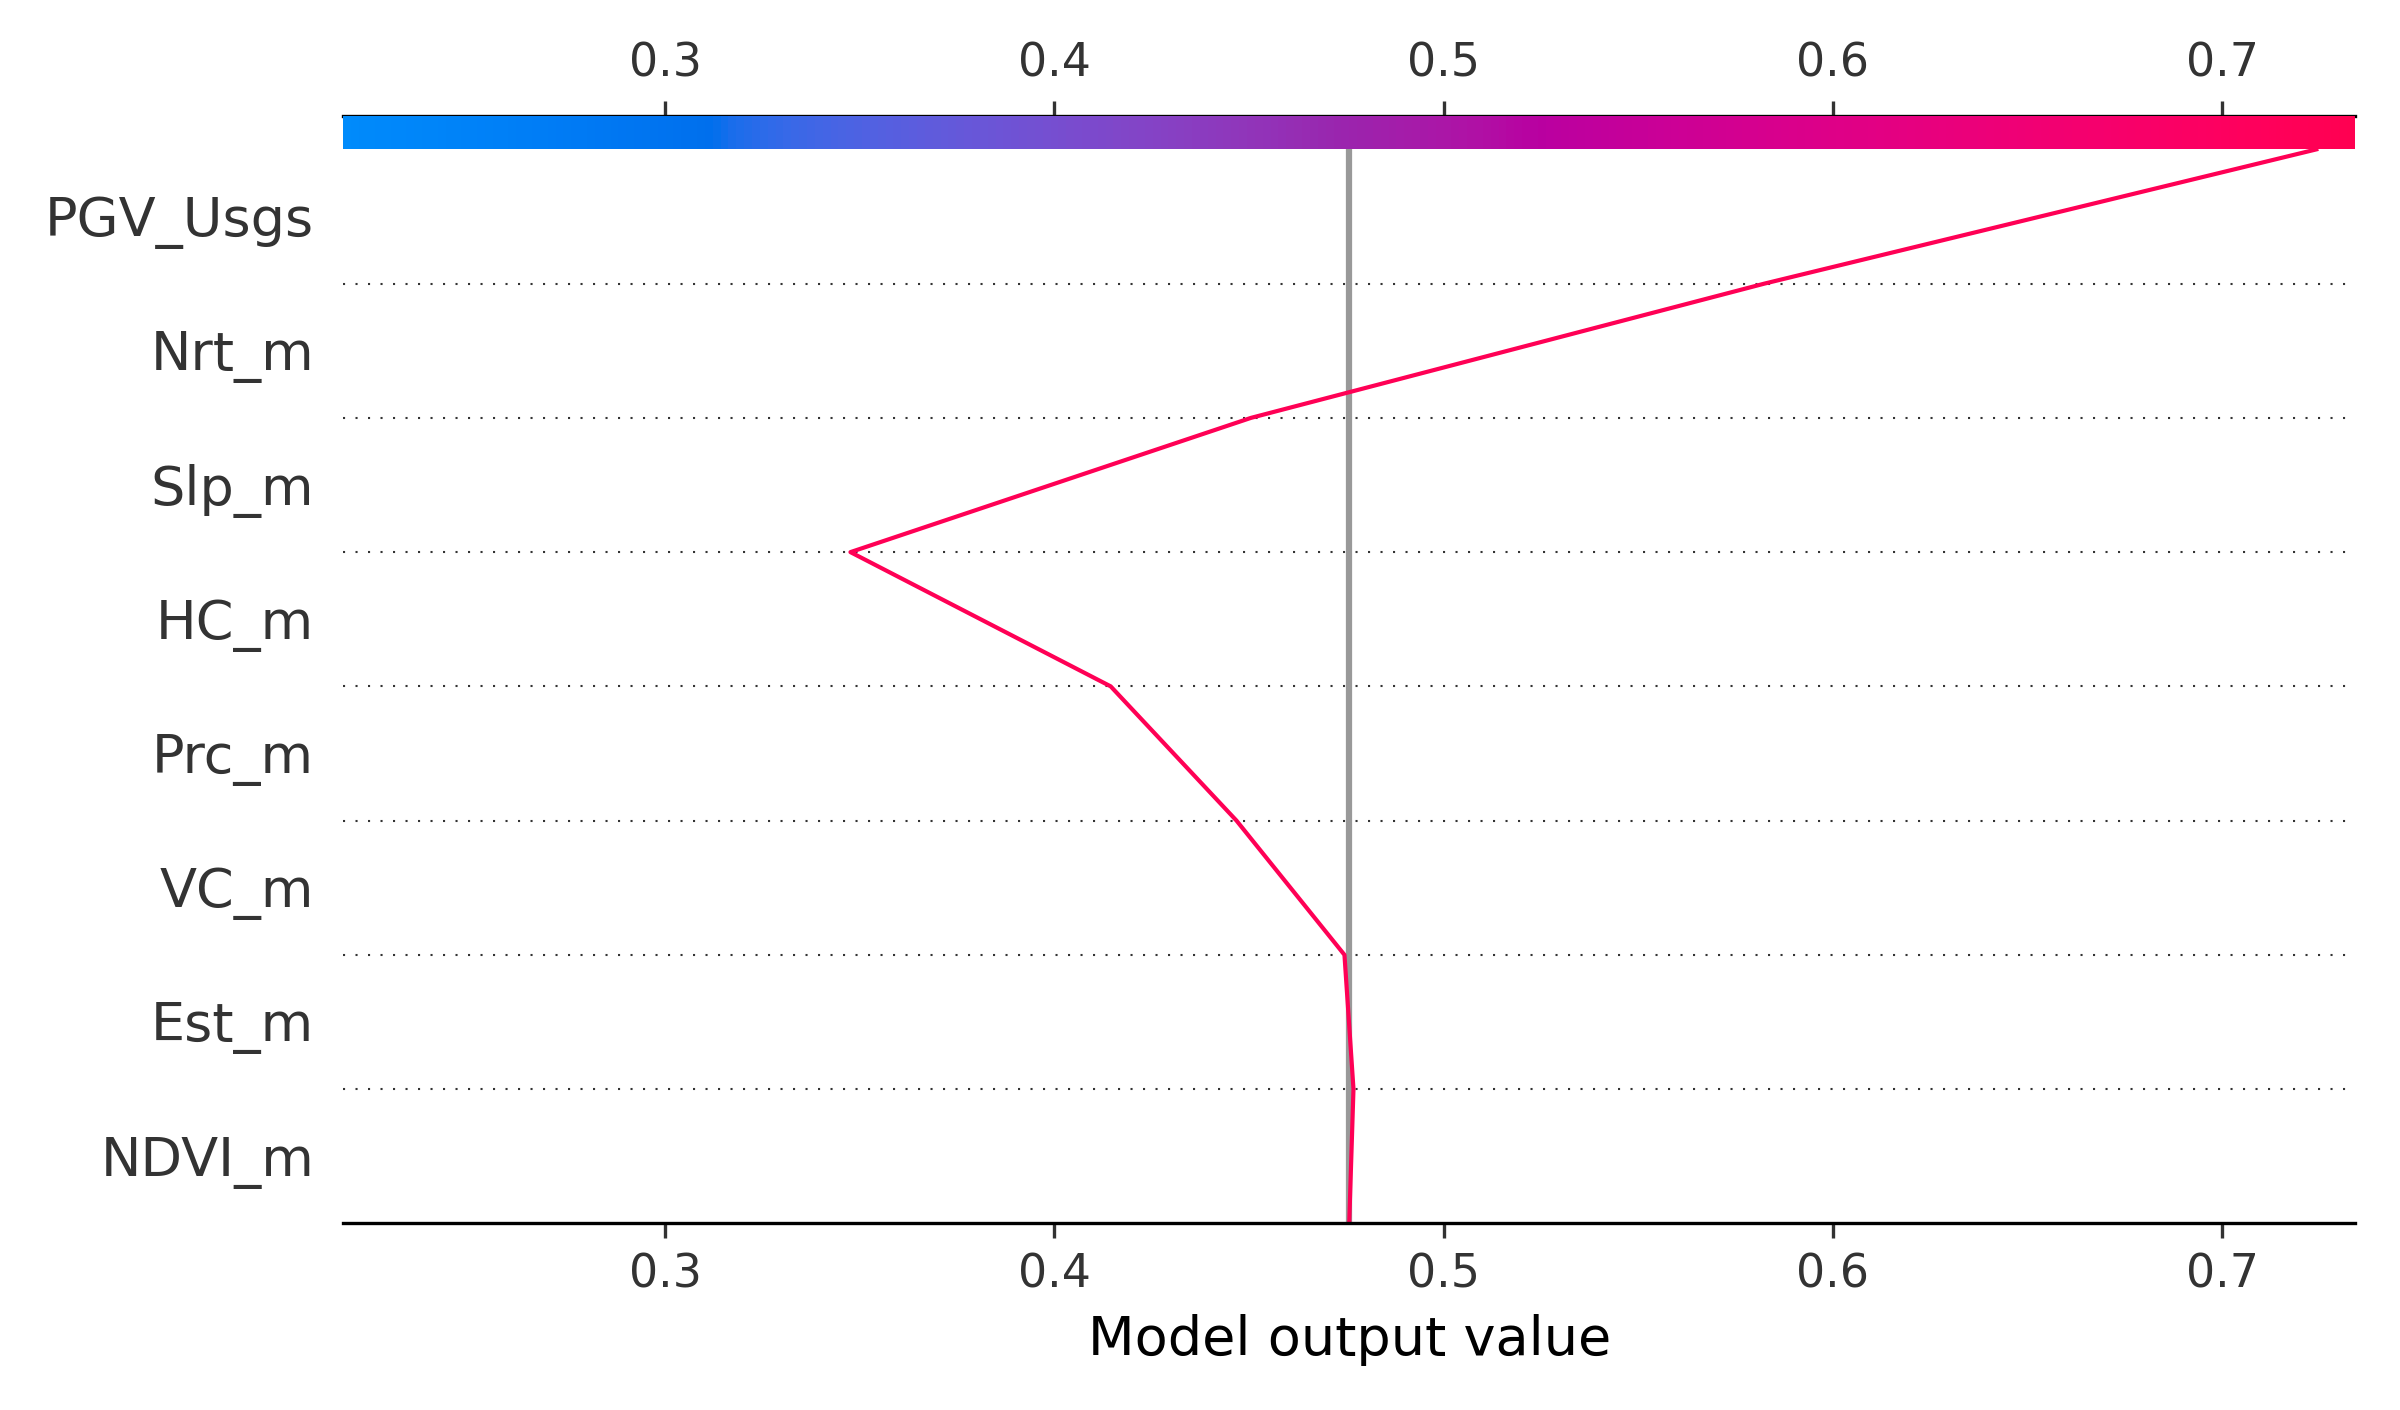 0.3 0.4 0.5 0.6 0.7
PGV_Usgs
Nrt_m
Slp_m
HC_m
Prc_m
VC_m
Est_m
NDVI_m
0.3 0.4 0.5 0.6 0.7
Model output value